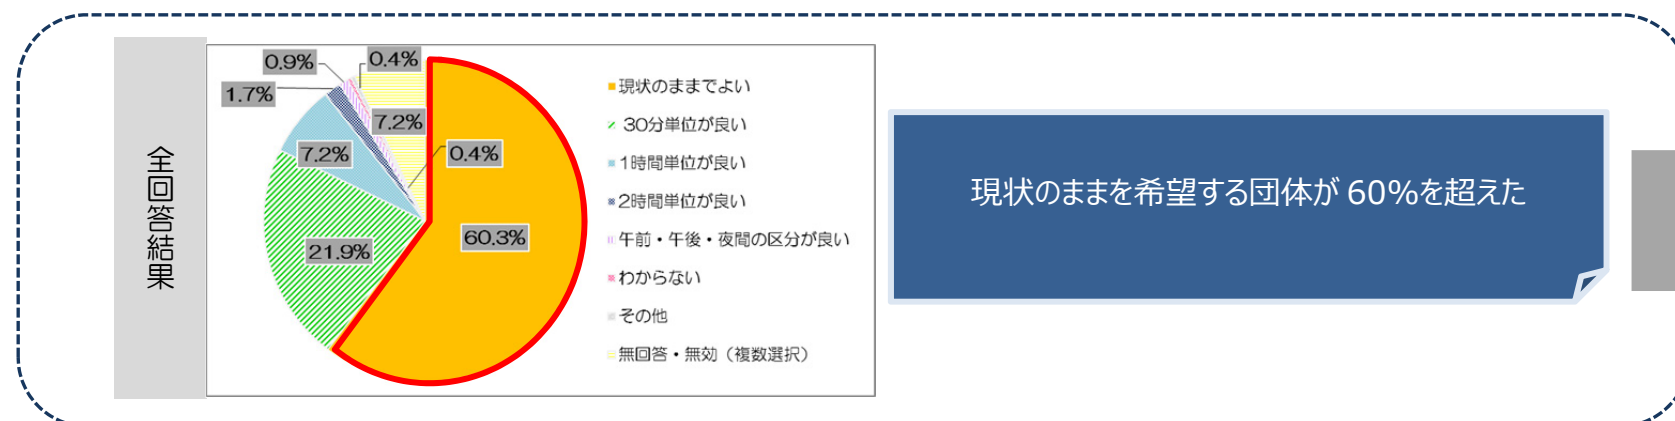 全回答結果
0.9%
0.4%
1.7%
7.2%
7.2%
0.4%
60.3%
21.9%
現状のままでよい
30分単位が良い
1時間単位が良い
2時間単位が良い
午前・午後・夜間の区分が良い
わからない
その他
無回答・無効（複数選択）
現状のままを希望する団体が 60%を超えた